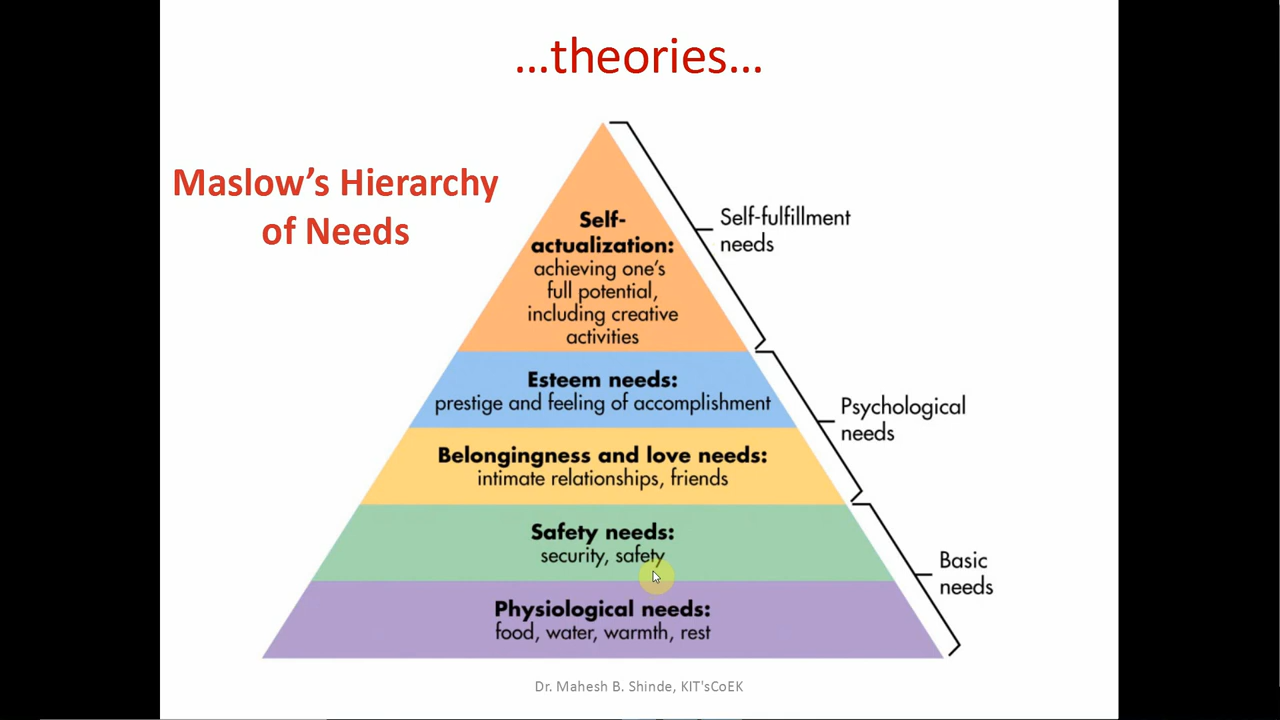 ...theories...
Maslow’s Hierarchy
of Needs
Self-
actualization:
achieving one’s
full potential,
including creative
activities
Self-fulfillment
needs
Esteem needs:
prestige and feeling of accomplishment
Psychological
needs
Belongingness and love needs:
intimate relationships, friends
Safety needs:
security, safety
Basic
needs
Physiological needs:
food, water, warmth, rest
Dr. Mahesh B. Shinde, KIT'sCoEK